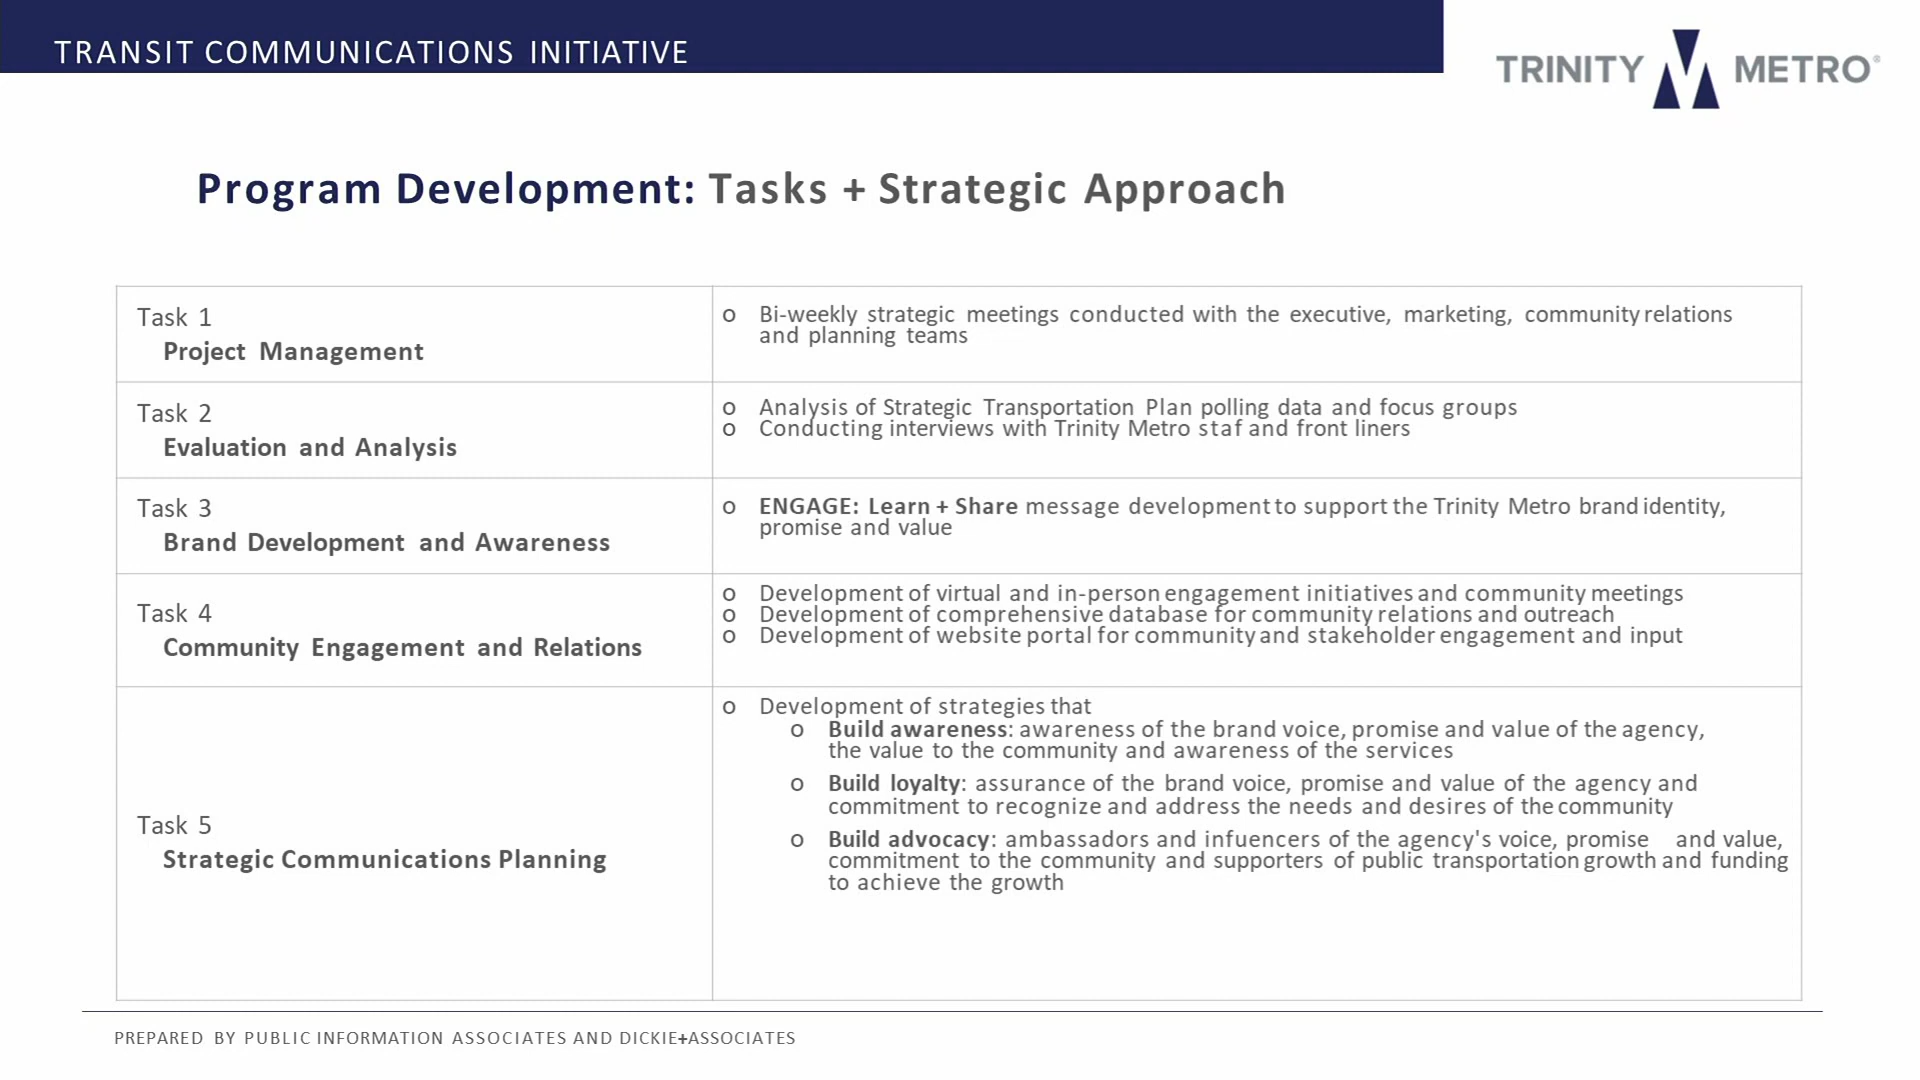 TRANSIT COMMUNICATIONS INITIATIVE
TRINITY METRO®
Program Development: Tasks + Strategic Approach
Task 1
Project Management
o Bi-weekly strategic meetings conducted with the executive, marketing, community relations
and planning teams
Task 2
Evaluation and Analysis
o Analysis of Strategic Transportation Plan polling data and focus groups
o Conducting interviews with Trinity Metro staf and front liners
Task 3
Brand Development and Awareness
o ENGAGE: Learn + Share message development to support the Trinity Metro brand identity,
promise and value
Task 4
Community Engagement and Relations
o Development of virtual and in-person engagement initiatives and community meetings
o Development of comprehensive database for community relations and outreach
o Development of website portal for community and stakeholder engagement and input
Task 5
Strategic Communications Planning
o Development of strategies that
o Build awareness: awareness of the brand voice, promise and value of the agency,
the value to the community and awareness of the services
o Build loyalty: assurance of the brand voice, promise and value of the agency and
commitment to recognize and address the needs and desires of the community
o Build advocacy: ambassadors and infuencers of the agency's voice, promise and value,
commitment to the community and supporters of public transportation growth and funding
to achieve the growth
PREPARED BY PUBLIC INFORMATION ASSOCIATES AND DICKIE+ASSOCIATES